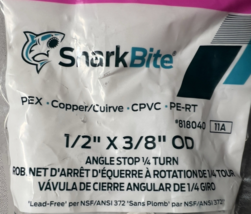 SharkBite®
PEX • Copper/Cuivre • CPVC • PE-RT
*818040 11A
1/2" X 3/8" OD
ANGLE STOP ¼ TURN
ROB. NET D'ARRÊT D'ÉQUERRE À ROTATION DE ¼ TOUR
VÁVULA DE CIERRE ANGULAR DE 1/4 GIRO
"Lead-Free" per NSF/ANSI 372 "Sans Plomb" par NSF/ANSI 372